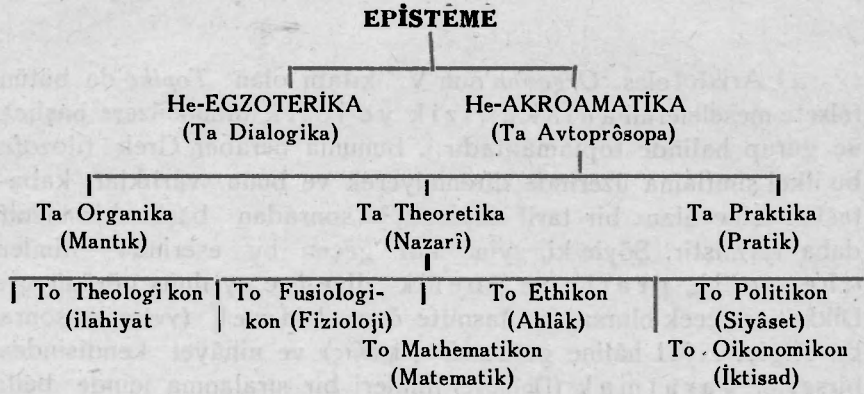 EPİSTEME
He-EGZOTERİKA He-AKROAMATİKA
(Ta Dialogika) (Ta Avtoprôsopa)
Ta Organika Ta Theoretika Ta Praktika
(Mantık) (Nazarî) (Pratik)
To Theologi kon To Fusiologi- To Ethikon To Politikon
(ilahiyat kon (Fizioloji) (Ahlâk) (Siyâset)
To Mathematikon To Oikonomikon
(Matematik) (İktisad)